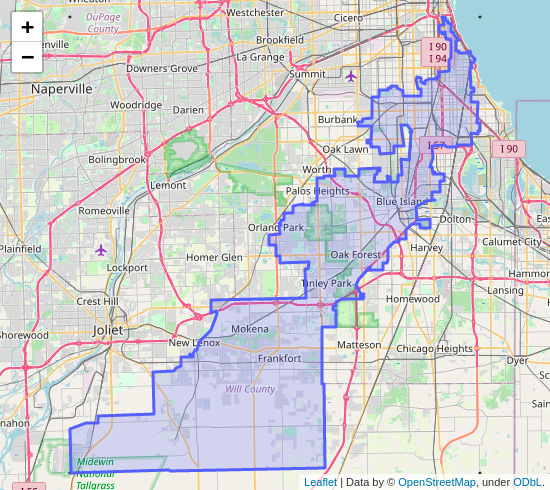 +
−
Westchester
Cicero
DuPage
County
Brookfield
I 90
I 94
La Grange
Downers Grove
Summit
Naperville
Woodridge
Darien
Burbank
I 57
I 90
Oak Lawn
Bolingbrook
Worth
Lemont
Palos Heights
Blue Island
Romeoville
Orland Park
Dolton
Plainfield
Calumet City
Harvey
Homer Glen
Oak Forest
Lockport
Hammo
Tinley Park
Lansing
Crest Hill
Homewood
Shorewood
Joliet
Mokena
New Lenox
Matteson
Chicago Heights
Frankfort
Dyer
Will County
nahon
Midewin
National
Tallgrass
I 55
Leaflet | Data by © OpenStreetMap, under ODbL.